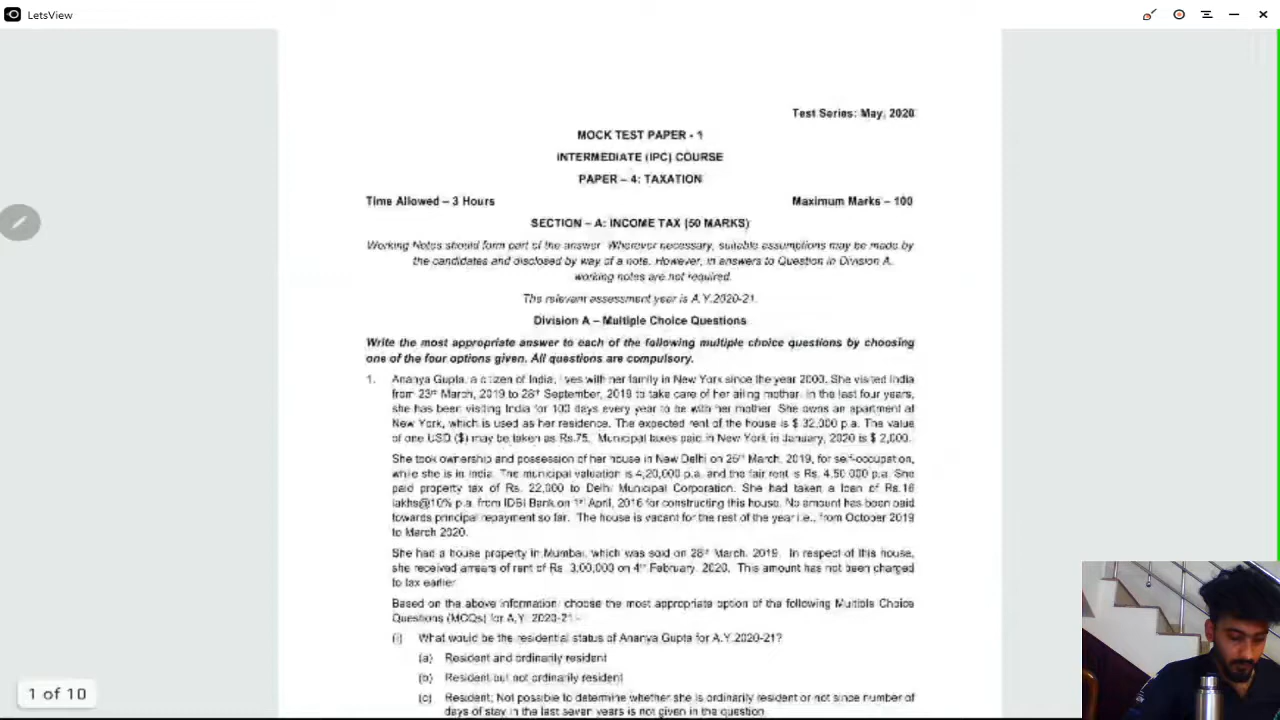 LetsView
Test Series: May, 2020
MOCK TEST PAPER - 1
INTERMEDIATE (IPC) COURSE
PAPER – 4: TAXATION
Time Allowed – 3 Hours Maximum Marks – 100
SECTION – A: INCOME TAX (50 MARKS)
Working Notes should form part of the answer. Wherever necessary, suitable assumptions may be made by
the candidates and disclosed by way of a note. However, in answers to Question in Division A,
working notes are not required.
The relevant assessment year is A.Y.2020-21.
Division A – Multiple Choice Questions
Write the most appropriate answer to each of the following multiple choice questions by choosing
one of the four options given. All questions are compulsory.
1. Ananya Gupta, a citizen of India, lives with her family in New York since the year 2000. She visited India
from 23rd March, 2019 to 28th September, 2019 to take care of her ailing mother. In the last four years,
she has been visiting India for 100 days every year to be with her mother. She owns an apartment at
New York, which is used as her residence. The expected rent of the house is $ 32,000 p.a. The value
of one USD ($) may be taken as Rs.75. Municipal taxes paid in New York in January, 2020 is $ 2,000.
She took ownership and possession of her house in New Delhi on 25th March, 2019, for self-occupation,
while she is in India. The municipal valuation is 4,20,000 p.a. and the fair rent is Rs. 4,50,000 p.a. She
paid property tax of Rs. 22,000 to Delhi Municipal Corporation. She had taken a loan of Rs.16
lakhs@10% p.a. from IDBI Bank on 1st April, 2016 for constructing this house. No amount has been paid
towards principal repayment so far. The house is vacant for the rest of the year i.e., from October 2019
to March 2020.
She had a house property in Mumbai, which was sold on 28th March, 2019. In respect of this house,
she received arrears of rent of Rs. 3,00,000 on 4th February, 2020. This amount has not been charged
to tax earlier.
Based on the above information, choose the most appropriate option of the following Multiple Choice
Questions (MCQs) for A.Y. 2020-21:-
(i) What would be the residential status of Ananya Gupta for A.Y.2020-21?
(a) Resident and ordinarily resident
(b) Resident but not ordinarily resident
(c) Resident; Not possible to determine whether she is ordinarily resident or not since number of
days of stay in the last seven years is not given in the question
1 of 10